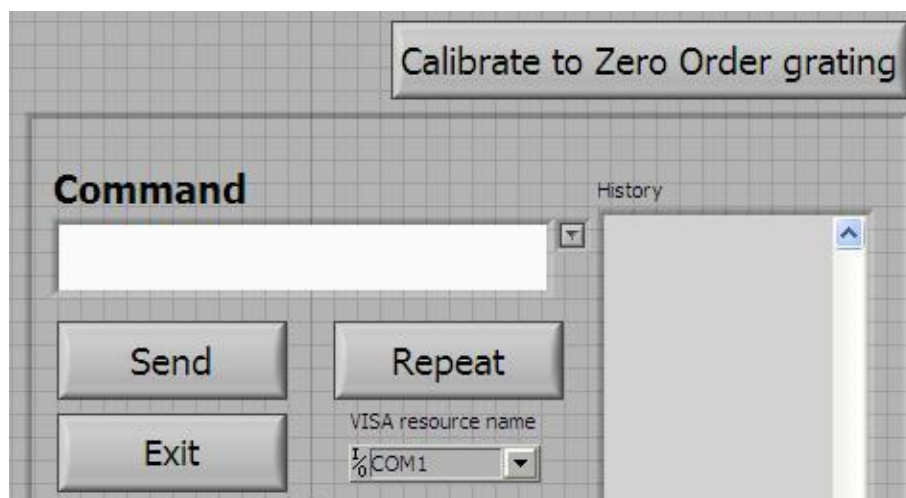 Calibrate to Zero Order grating
Command
History
Send
Repeat
VISA resource name
Exit
I/O COM1